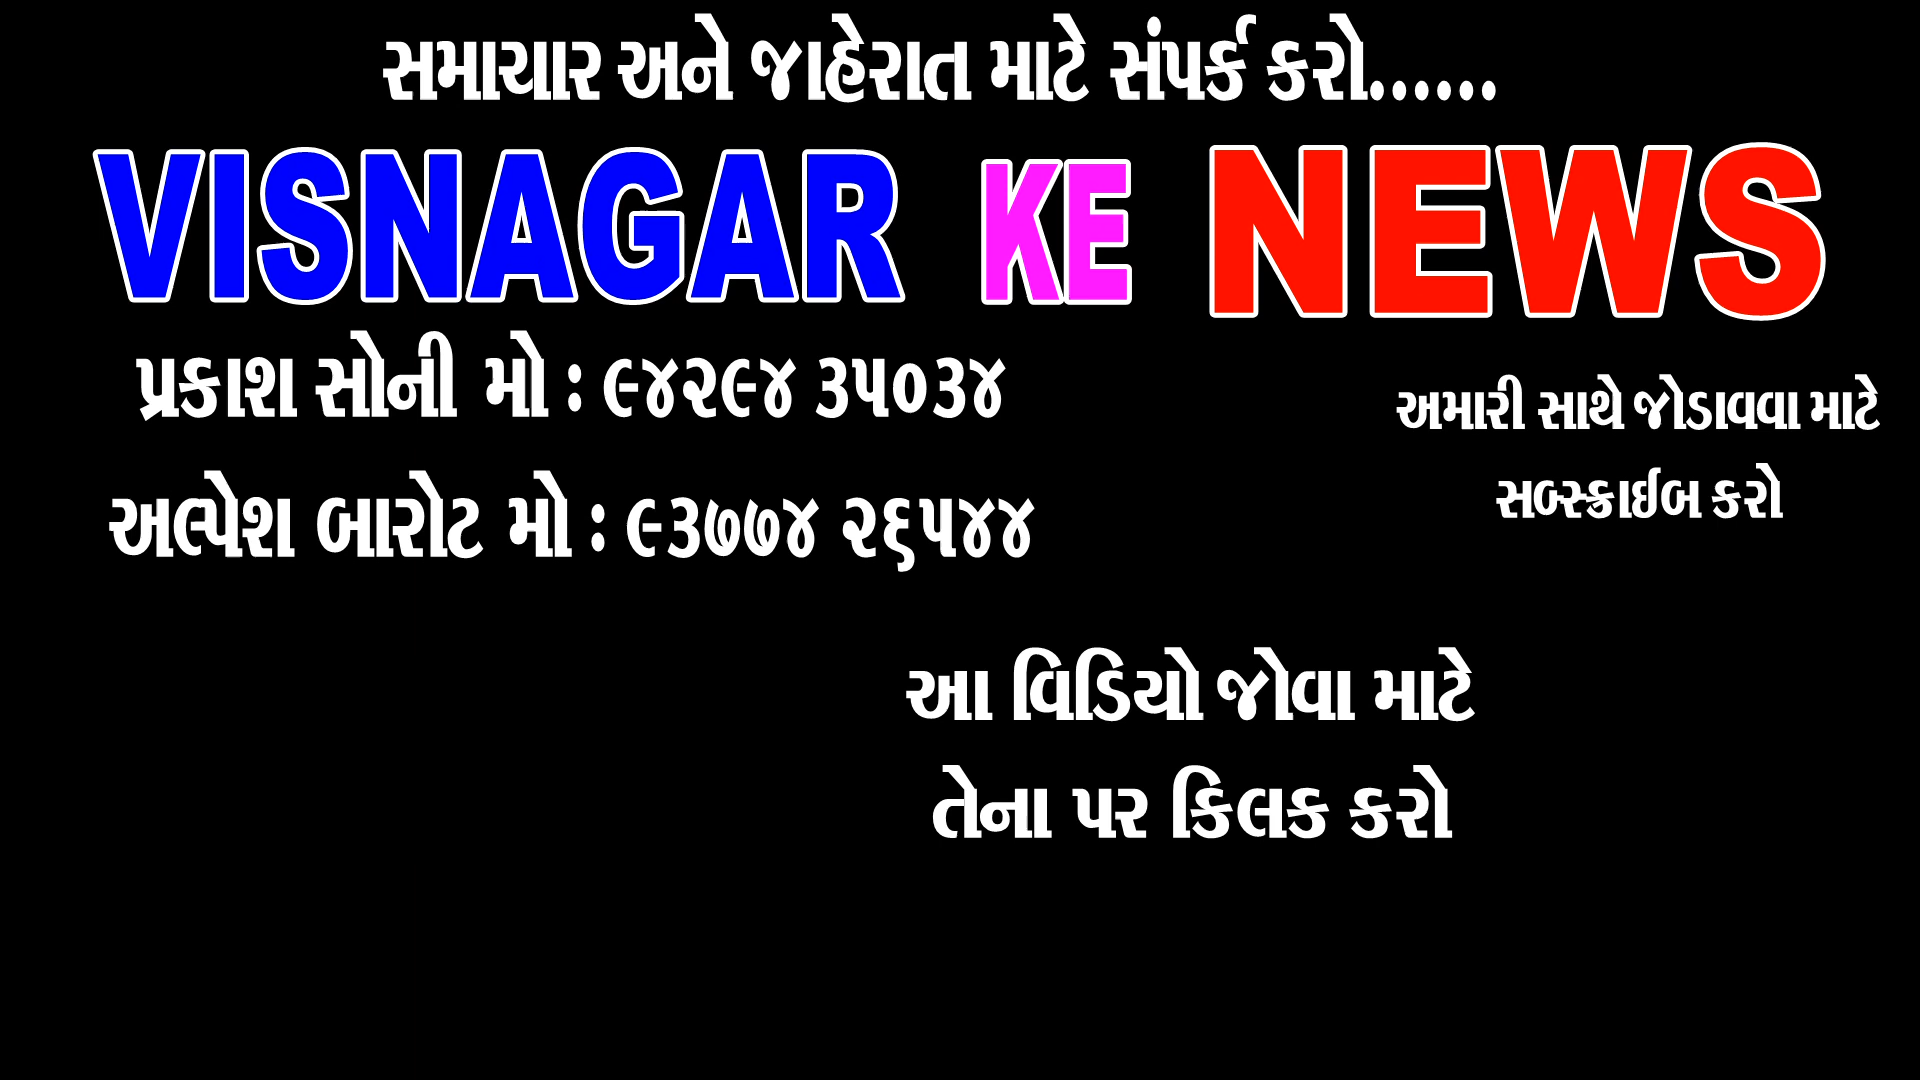 સમાચાર અને જાહેરાત માટે સંપર્ક કરો......
VISNAGAR KE NEWS
પ્રકાશ સોની મો : ૯૪૨૯૪ ૩૫૦૩૪
અલ્પેશ બારોટ મો : ૯૩૭૭૪ ૨૬૫૪૪
અમારી સાથે જોડાવવા માટે
સબ્સ્ક્રાઈબ કરો
આ વિડિયો જોવા માટે
તેના પર કિલક કરો